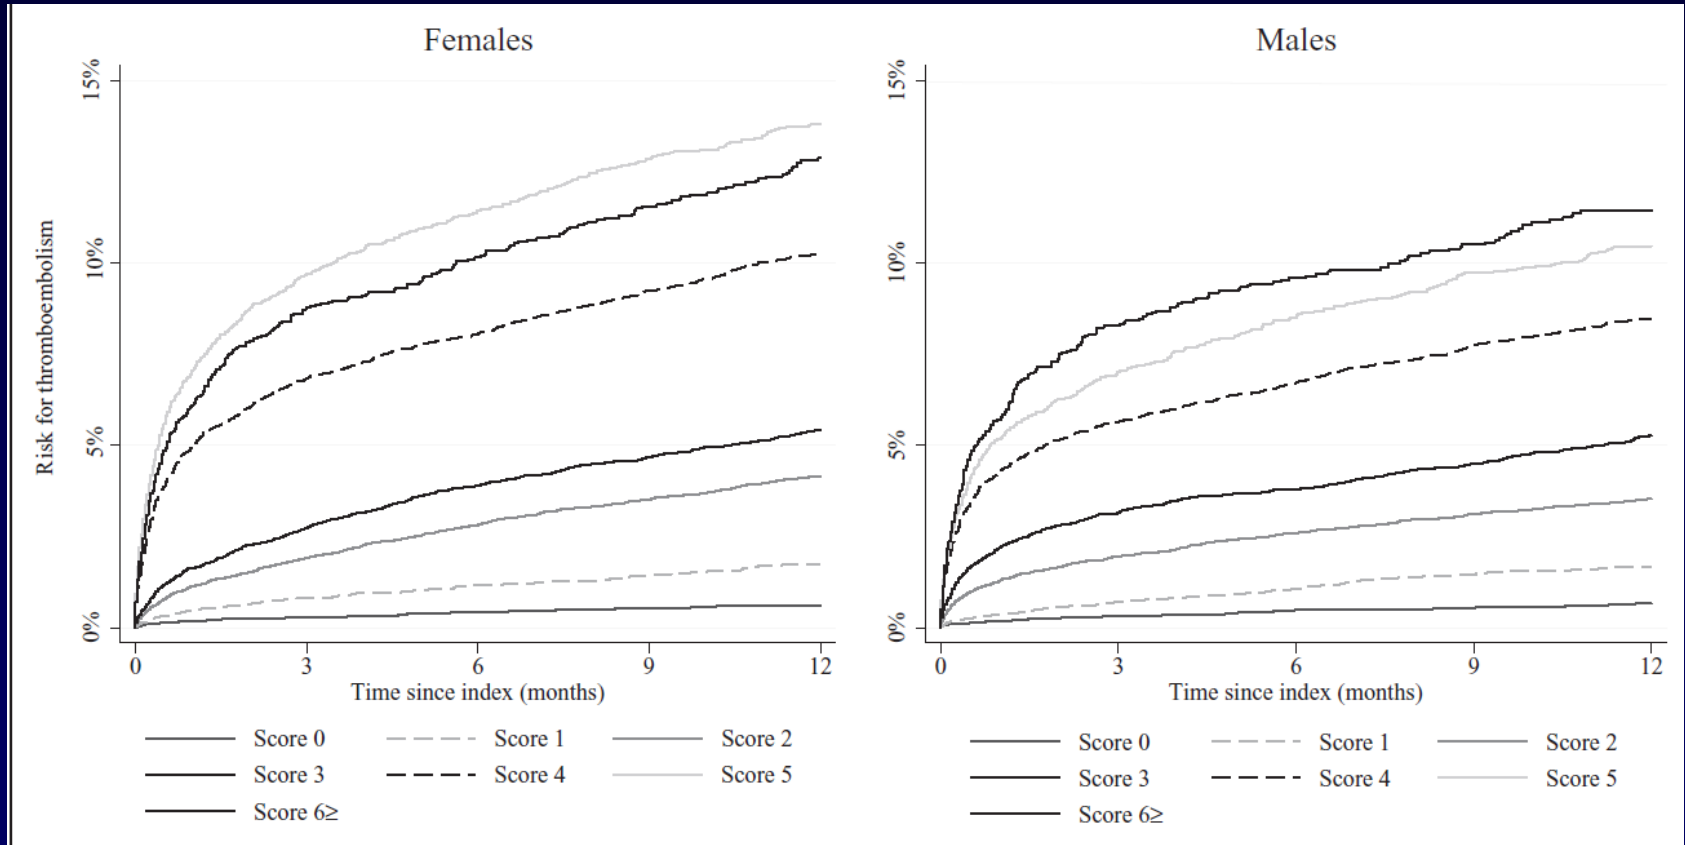 Females
Males
Risk for thromboembolism
15%
10%
5%
0%
0 3 6 9 12
Time since index (months)
Score 0 Score 1 Score 2
Score 3 Score 4 Score 5
Score 6≥
15%
10%
5%
0%
0 3 6 9 12
Time since index (months)
Score 0 Score 1 Score 2
Score 3 Score 4 Score 5
Score 6≥